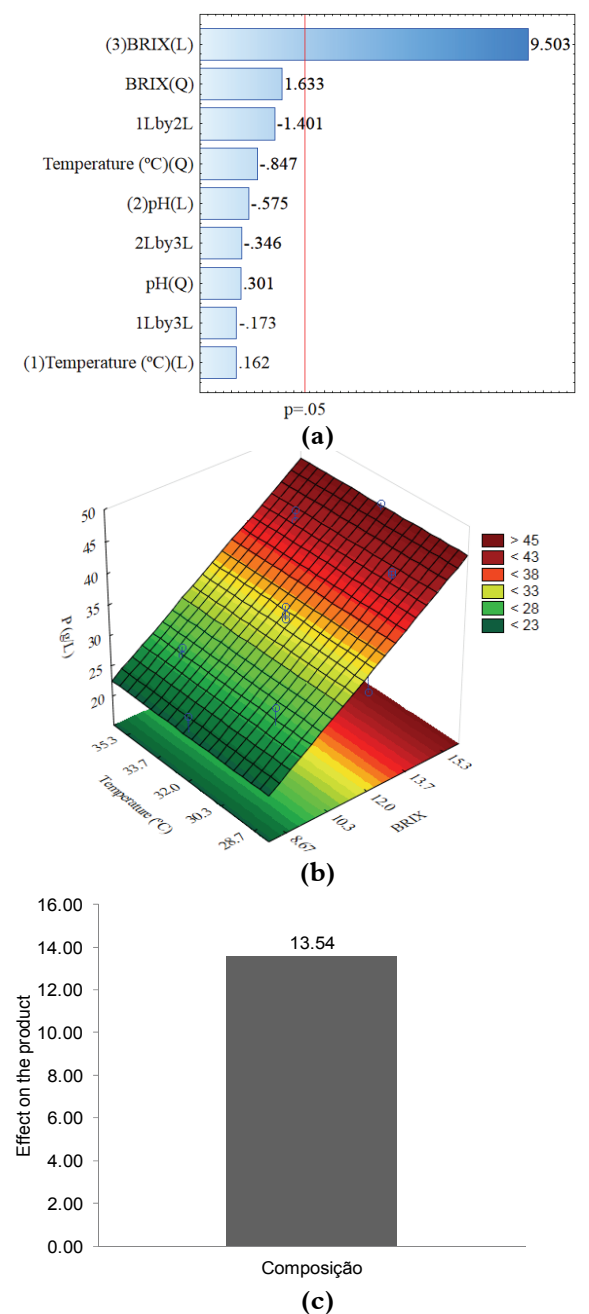 (3)BRIX(L) 9.503
BRIX(Q) 1.633
1Lby2L -1.401
Temperature (ºC)(Q) -.847
(2)pH(L) -.575
2Lby3L -.346
pH(Q) .301
1Lby3L -.173
(1)Temperature (ºC)(L) .162
p=.05
(a)
50
45
40
35
30
25
20
P (g/L)
35.3
33.7
32.0
30.3
28.7
Temperature (ºC)
8.67
10.3
12.0
13.7
15.3
BRIX
> 45
< 43
< 38
< 33
< 28
< 23
(b)
16.00
14.00
12.00
10.00
8.00
6.00
4.00
2.00
0.00
Effect on the product
13.54
Composição
(c)